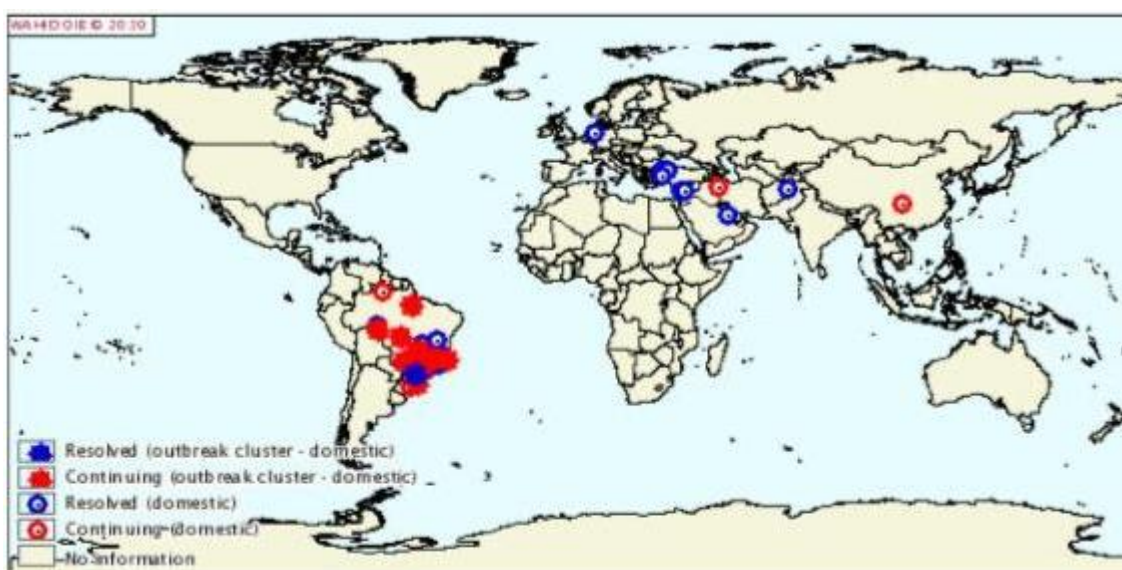 WAHID OIE © 2020
Resolved (outbreak cluster - domestic)
Continuing (outbreak cluster - domestic)
Resolved (domestic)
Continuing (domestic)
No information